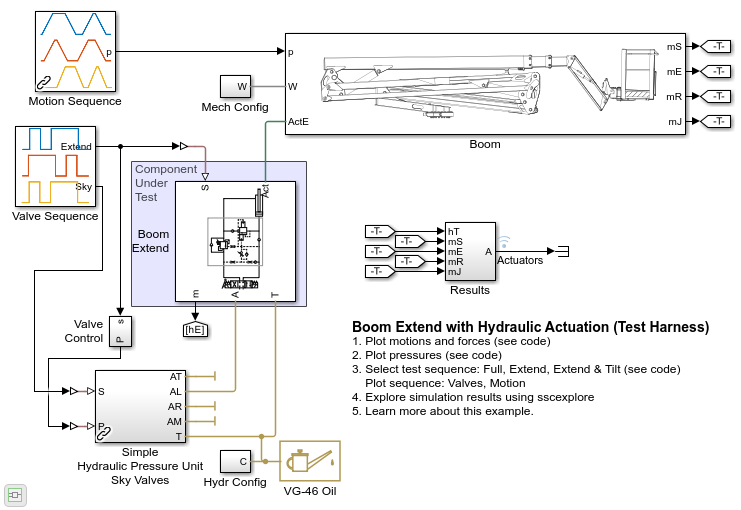 p
Motion Sequence
W
Mech Config
p
W
ActE
mS
mE
mR
mJ
-T-
-T-
-T-
-T-
Boom
Extend
Sky
Valve Sequence
Component
Under
Test
S
Act
Boom
Extend
m
A
T
[hE]
Valve
Control
s
P
-T-
-T-
-T-
-T-
-T-
hT
mS
mE
mR
mJ
A
Actuators
Results
S
P
AT
AL
AR
AM
T
Simple
Hydraulic Pressure Unit
Sky Valves
C
Hydr Config
VG-46 Oil
Boom Extend with Hydraulic Actuation (Test Harness)
1. Plot motions and forces (see code)
2. Plot pressures (see code)
3. Select test sequence: Full, Extend, Extend & Tilt (see code)
Plot sequence: Valves, Motion
4. Explore simulation results using sscexplore
5. Learn more about this example.